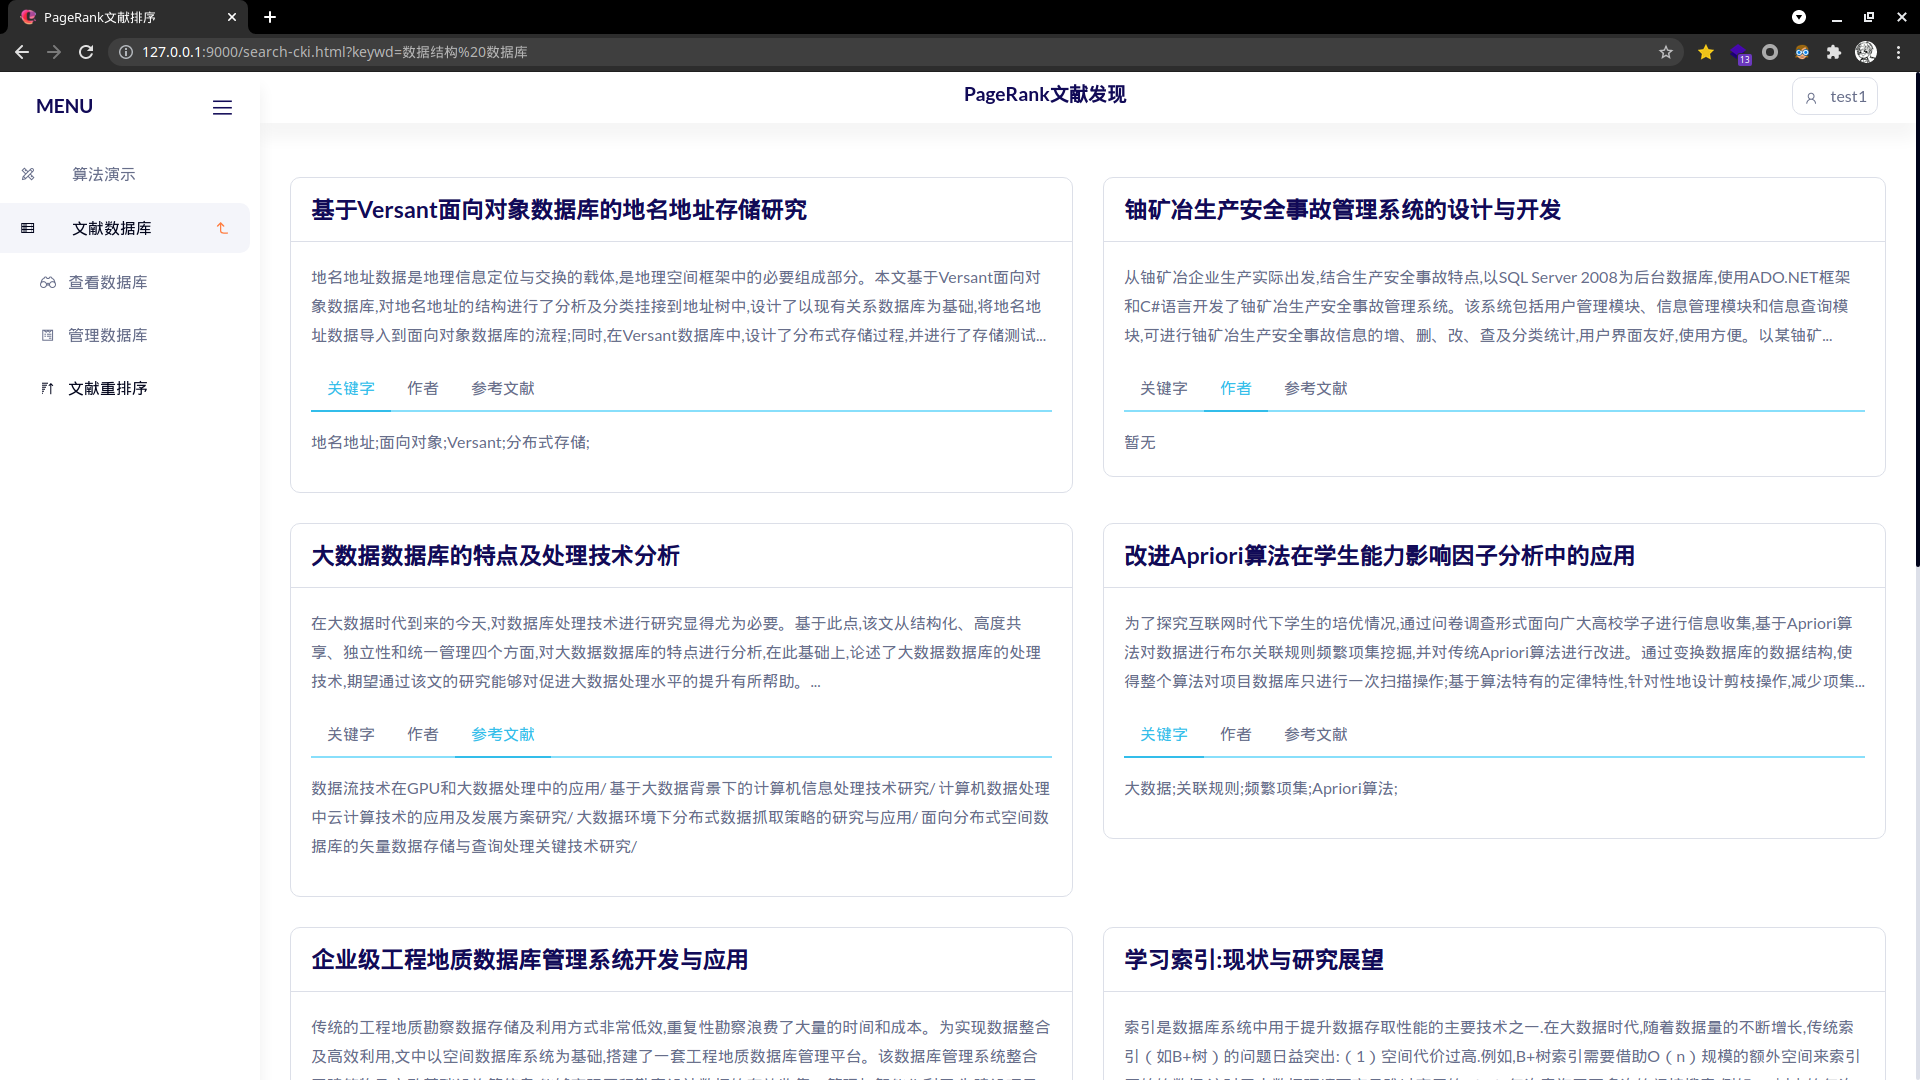 PageRank文献排序
127.0.0.1:9000/search-cki.html?keywd=数据结构%20数据库
13
MENU
PageRank文献发现
test1
算法演示
文献数据库
查看数据库
管理数据库
文献重排序
基于Versant面向对象数据库的地名地址存储研究
地名地址数据是地理信息定位与交换的载体,是地理空间框架中的必要组成部分。本文基于Versant面向对
象数据库,对地名地址的结构进行了分析及分类挂接到地址树中,设计了以现有关系数据库为基础,将地名地
址数据导入到面向对象数据库的流程;同时,在Versant数据库中,设计了分布式存储过程,并进行了存储测试...
关键字 作者 参考文献
地名地址;面向对象;Versant;分布式存储;
铀矿冶生产安全事故管理系统的设计与开发
从铀矿冶企业生产实际出发,结合生产安全事故特点,以SQL Server 2008为后台数据库,使用ADO.NET框架
和C#语言开发了铀矿冶生产安全事故管理系统。该系统包括用户管理模块、信息管理模块和信息查询模
块,可进行铀矿冶生产安全事故信息的增、删、改、查及分类统计,用户界面友好,使用方便。以某铀矿...
关键字 作者 参考文献
暂无
大数据数据库的特点及处理技术分析
在大数据时代到来的今天,对数据库处理技术进行研究显得尤为必要。基于此点,该文从结构化、高度共
享、独立性和统一管理四个方面,对大数据数据库的特点进行分析,在此基础上,论述了大数据数据库的处理
技术,期望通过该文的研究能够对促进大数据处理水平的提升有所帮助。...
关键字 作者 参考文献
数据流技术在GPU和大数据处理中的应用/ 基于大数据背景下的计算机信息处理技术研究/ 计算机数据处理
中云计算技术的应用及发展方案研究/ 大数据环境下分布式数据抓取策略的研究与应用/ 面向分布式空间数
据库的矢量数据存储与查询处理关键技术研究/
改进Apriori算法在学生能力影响因子分析中的应用
为了探究互联网时代下学生的培优情况,通过问卷调查形式面向广大高校学子进行信息收集,基于Apriori算
法对数据进行布尔关联规则频繁项集挖掘,并对传统Apriori算法进行改进。通过变换数据库的数据结构,使
得整个算法对项目数据库只进行一次扫描操作;基于算法特有的定律特性,针对性地设计剪枝操作,减少项集...
关键字 作者 参考文献
大数据;关联规则;频繁项集;Apriori算法;
企业级工程地质数据库管理系统开发与应用
传统的工程地质勘察数据存储及利用方式非常低效,重复性勘察浪费了大量的时间和成本。为实现数据整合
及高效利用,文中以空间数据库系统为基础,搭建了一套工程地质数据库管理平台。该数据库管理系统整合
学习索引:现状与研究展望
索引是数据库系统中用于提升数据存取性能的主要技术之一.在大数据时代,随着数据量的不断增长,传统索
引（如B+树）的问题日益突出:（1）空间代价过高.例如,B+树索引需要借助O（n）规模的额外空间来索引